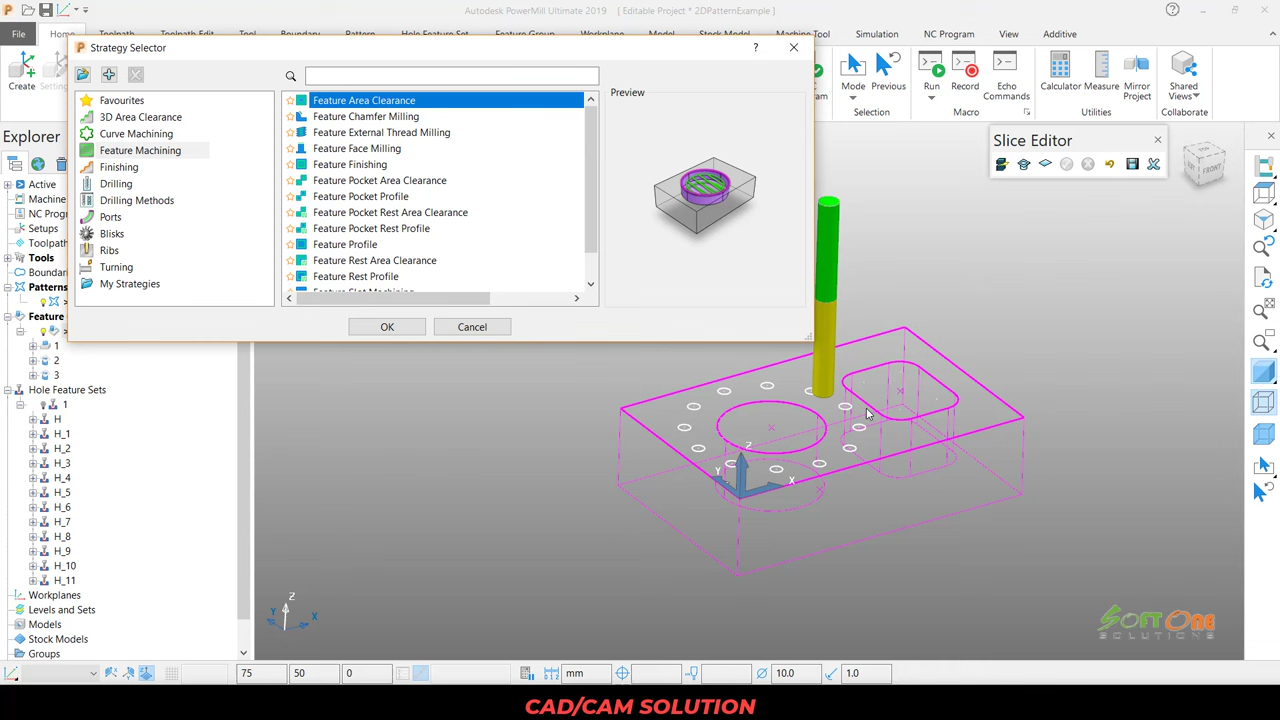 Autodesk PowerMill Ultimate 2019 [ Editable Project * 2DPatternExample ]
File Home Toolpath Toolpath Edit Tool Boundary Pattern Hole Feature Set Feature Group Workplane Model Stock Model Machine Tool Simulation NC Program View Additive
Strategy Selector
Create
Mode
Previous
Selection
Run
Record
Echo
Commands
Macro
Calculator
Measure
Mirror
Project
Utilities
Shared
Views
Collaborate
Explorer
Active
NC Prog
Setups
Tools
Patterns
Feature
1
2
3
Hole Feature Sets
1
H
H_1
H_2
H_3
H_4
H_5
H_6
H_7
H_8
H_9
H_10
H_11
Workplanes
Levels and Sets
Models
Stock Models
Groups
Favourites
3D Area Clearance
Curve Machining
Feature Machining
Finishing
Drilling
Drilling Methods
Ports
Blisks
Ribs
Turning
My Strategies
Feature Area Clearance
Feature Chamfer Milling
Feature External Thread Milling
Feature Face Milling
Feature Finishing
Feature Pocket Area Clearance
Feature Pocket Profile
Feature Pocket Rest Area Clearance
Feature Pocket Rest Profile
Feature Profile
Feature Rest Area Clearance
Feature Rest Profile
Preview
OK
Cancel
Slice Editor
FRONT
Z
Y
X
Z
Y
X
SoftOne
SOLUTIONS
75 50 0 mm 10.0 1.0
CAD/CAM SOLUTION